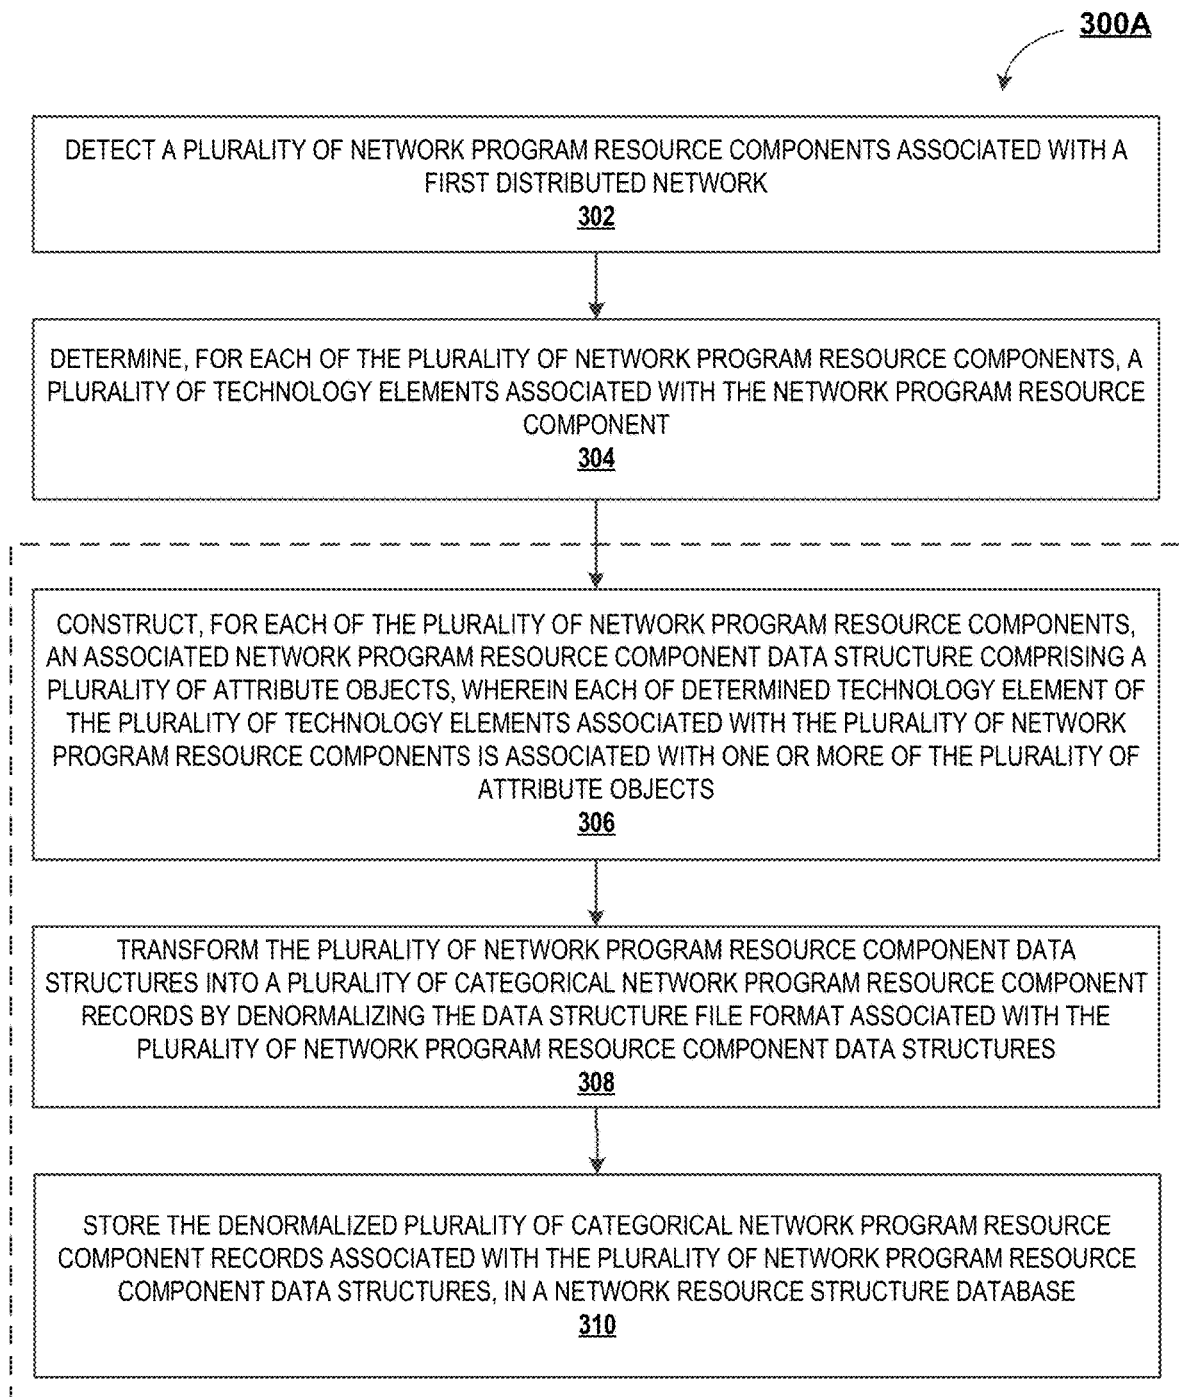 300A
DETECT A PLURALITY OF NETWORK PROGRAM RESOURCE COMPONENTS ASSOCIATED WITH A
FIRST DISTRIBUTED NETWORK
302
DETERMINE, FOR EACH OF THE PLURALITY OF NETWORK PROGRAM RESOURCE COMPONENTS, A
PLURALITY OF TECHNOLOGY ELEMENTS ASSOCIATED WITH THE NETWORK PROGRAM RESOURCE
COMPONENT
304
CONSTRUCT, FOR EACH OF THE PLURALITY OF NETWORK PROGRAM RESOURCE COMPONENTS,
AN ASSOCIATED NETWORK PROGRAM RESOURCE COMPONENT DATA STRUCTURE COMPRISING A
PLURALITY OF ATTRIBUTE OBJECTS, WHEREIN EACH OF DETERMINED TECHNOLOGY ELEMENT OF
THE PLURALITY OF TECHNOLOGY ELEMENTS ASSOCIATED WITH THE PLURALITY OF NETWORK
PROGRAM RESOURCE COMPONENTS IS ASSOCIATED WITH ONE OR MORE OF THE PLURALITY OF
ATTRIBUTE OBJECTS
306
TRANSFORM THE PLURALITY OF NETWORK PROGRAM RESOURCE COMPONENT DATA
STRUCTURES INTO A PLURALITY OF CATEGORICAL NETWORK PROGRAM RESOURCE COMPONENT
RECORDS BY DENORMALIZING THE DATA STRUCTURE FILE FORMAT ASSOCIATED WITH THE
PLURALITY OF NETWORK PROGRAM RESOURCE COMPONENT DATA STRUCTURES
308
STORE THE DENORMALIZED PLURALITY OF CATEGORICAL NETWORK PROGRAM RESOURCE
COMPONENT RECORDS ASSOCIATED WITH THE PLURALITY OF NETWORK PROGRAM RESOURCE
COMPONENT DATA STRUCTURES, IN A NETWORK RESOURCE STRUCTURE DATABASE
310